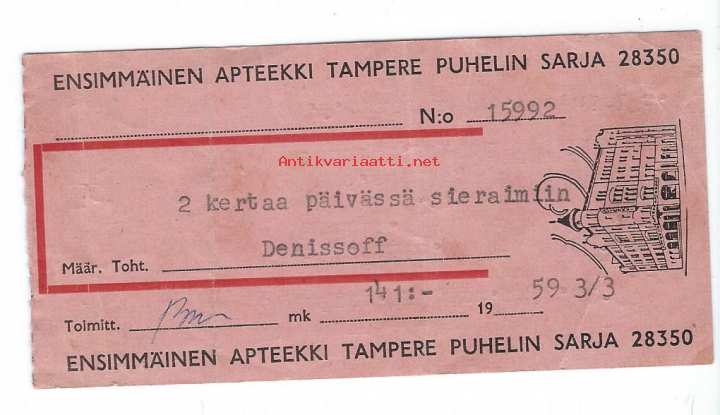 ENSIMMÄINEN APTEEKKI TAMPERE PUHELIN SARJA 28350
N:o 15992
Antikvariaatti.net
2 kertaa päivässä sieraimiin
Denissoff
Määr. Toht.
Toimitt. mk 141:- 19 59 3/3
ENSIMMÄINEN APTEEKKI TAMPERE PUHELIN SARJA 28350